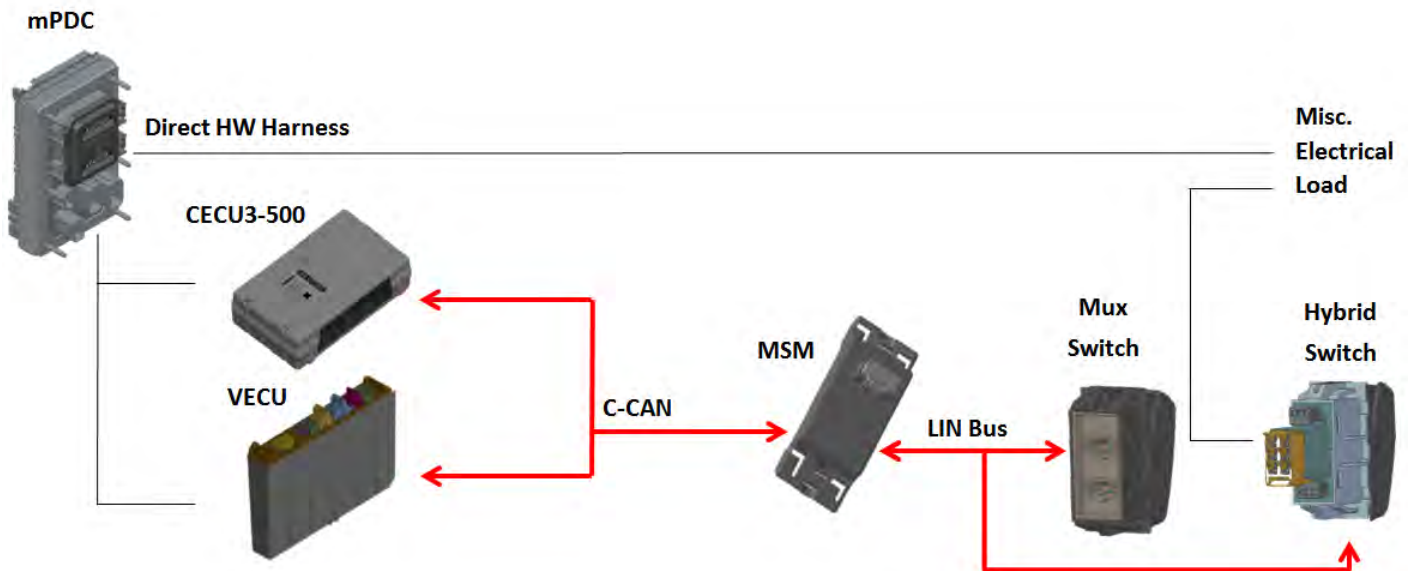 mPDC
Direct HW Harness
Misc.
Electrical
Load
CECU3-500
VECU
C-CAN
MSM
LIN Bus
Mux
Switch
Hybrid
Switch